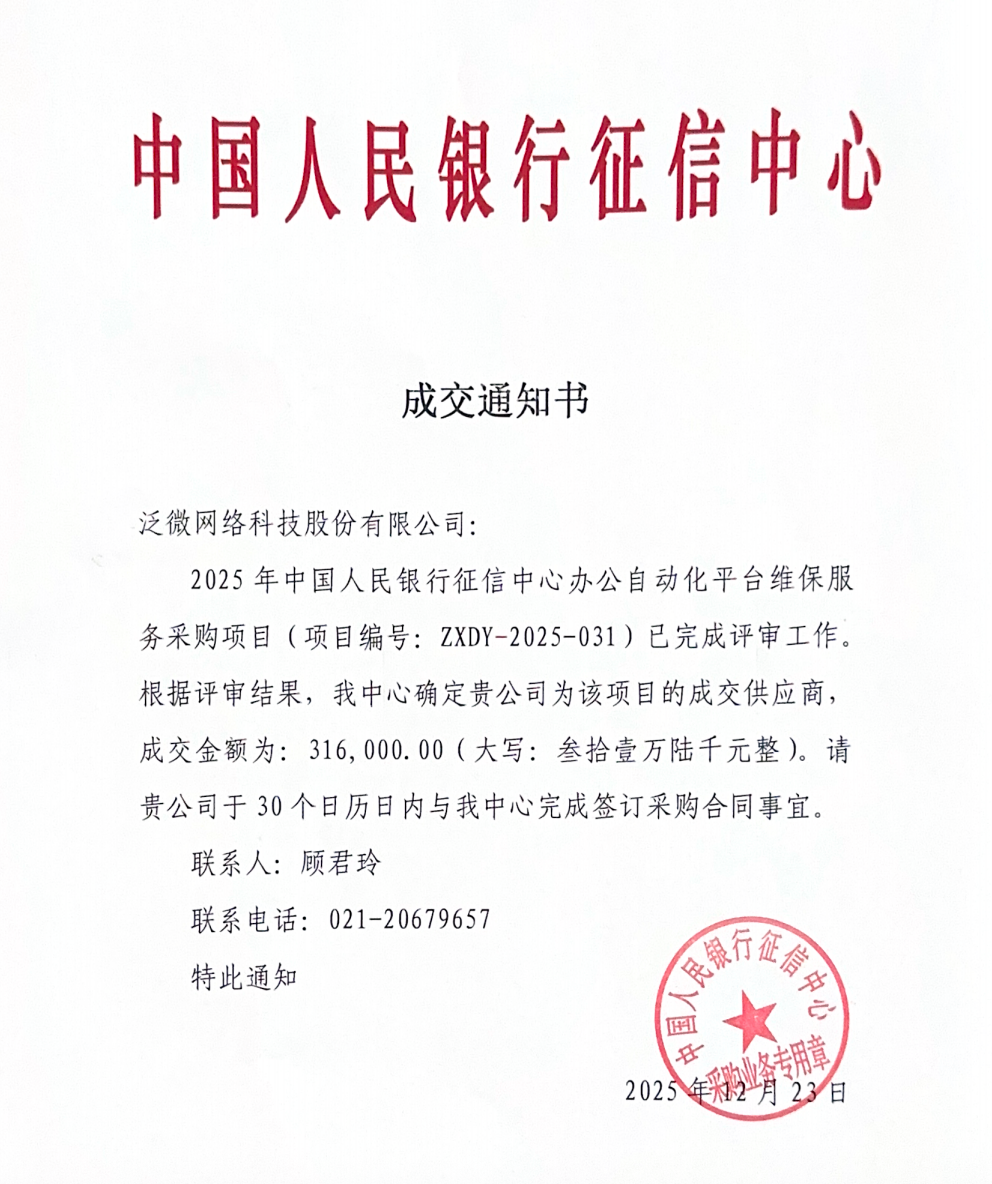 中国人民银行征信中心
成交通知书
泛微网络科技股份有限公司：
2025 年中国人民银行征信中心办公自动化平台维保服
务采购项目（项目编号：ZXDY-2025-031）已完成评审工作。
根据评审结果，我中心确定贵公司为该项目的成交供应商，
成交金额为：316,000.00（大写：叁拾壹万陆千元整）。请
贵公司于 30 个日历日内与我中心完成签订采购合同事宜。
联系人：顾君玲
联系电话：021-20679657
特此通知
中国人民银行征信中心
采购业务专用章
2025 年 12 月 23 日